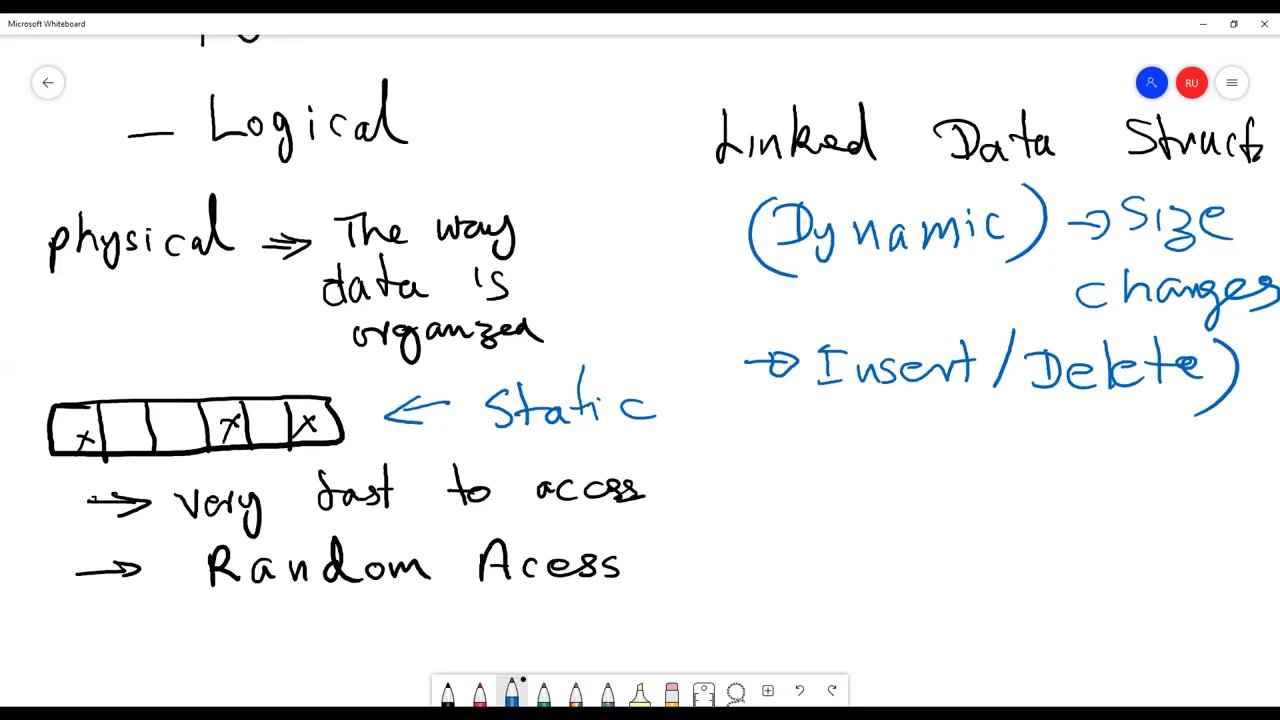 Microsoft Whiteboard
RU
- Logical
physical => The way
data is
organized
x x x
← Static
→ very fast to access
→ Random Acess
Linked Data Struct
(Dynamic) → Size
changes
→ Insert/Delete)